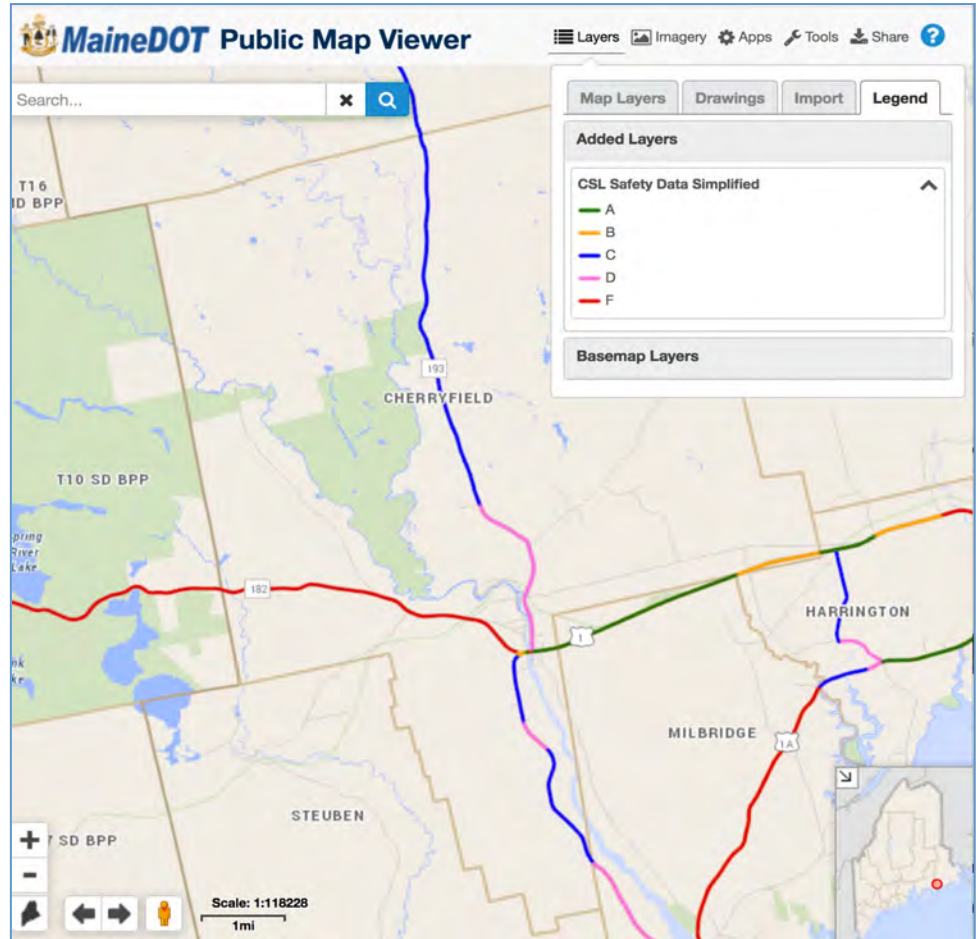 MaineDOT Public Map Viewer
Layers Imagery Apps Tools Share ?
Search...
Map Layers Drawings Import Legend
Added Layers
CSL Safety Data Simplified
A
B
C
D
F
Basemap Layers
T16
D BPP
193
CHERRYFIELD
T10 SD BPP
River
Lake
182
1
HARRINGTON
MILBRIDGE
1A
STEUBEN
SD BPP
Scale: 1:118228
1mi